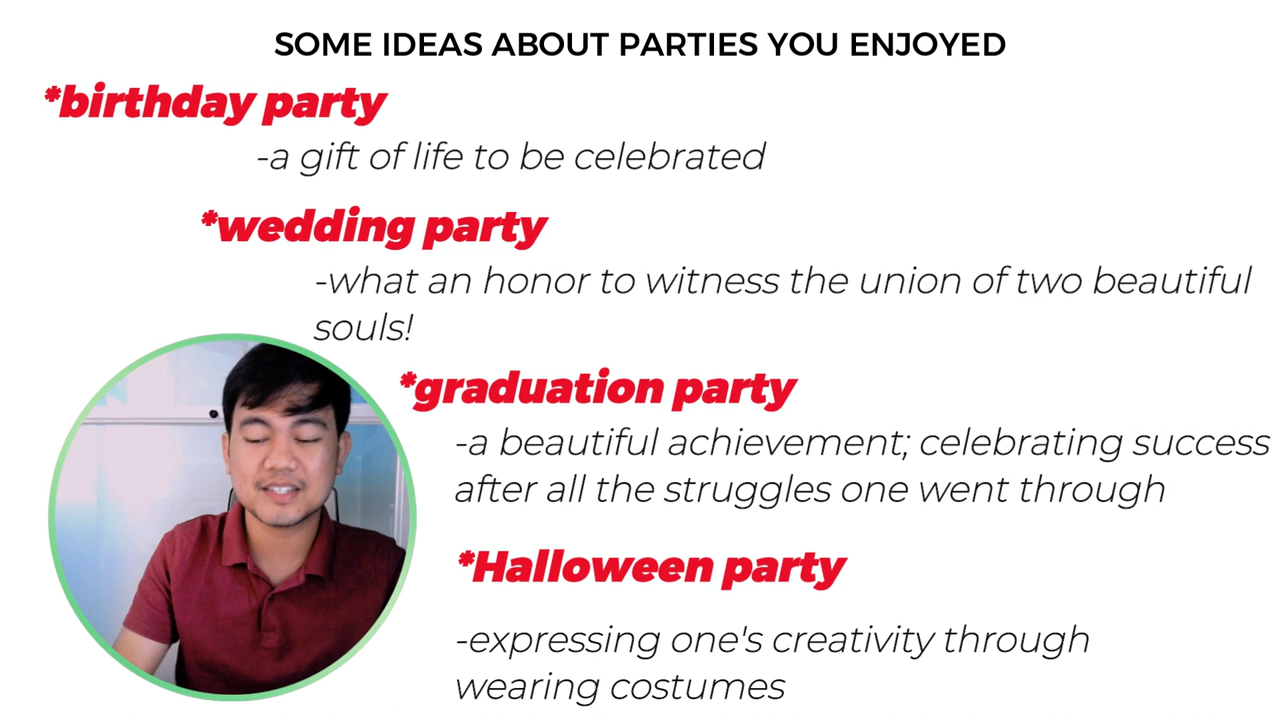 SOME IDEAS ABOUT PARTIES YOU ENJOYED
*birthday party
-a gift of life to be celebrated
*wedding party
-what an honor to witness the union of two beautiful
souls!
*graduation party
-a beautiful achievement; celebrating success
after all the struggles one went through
*Halloween party
-expressing one's creativity through
wearing costumes